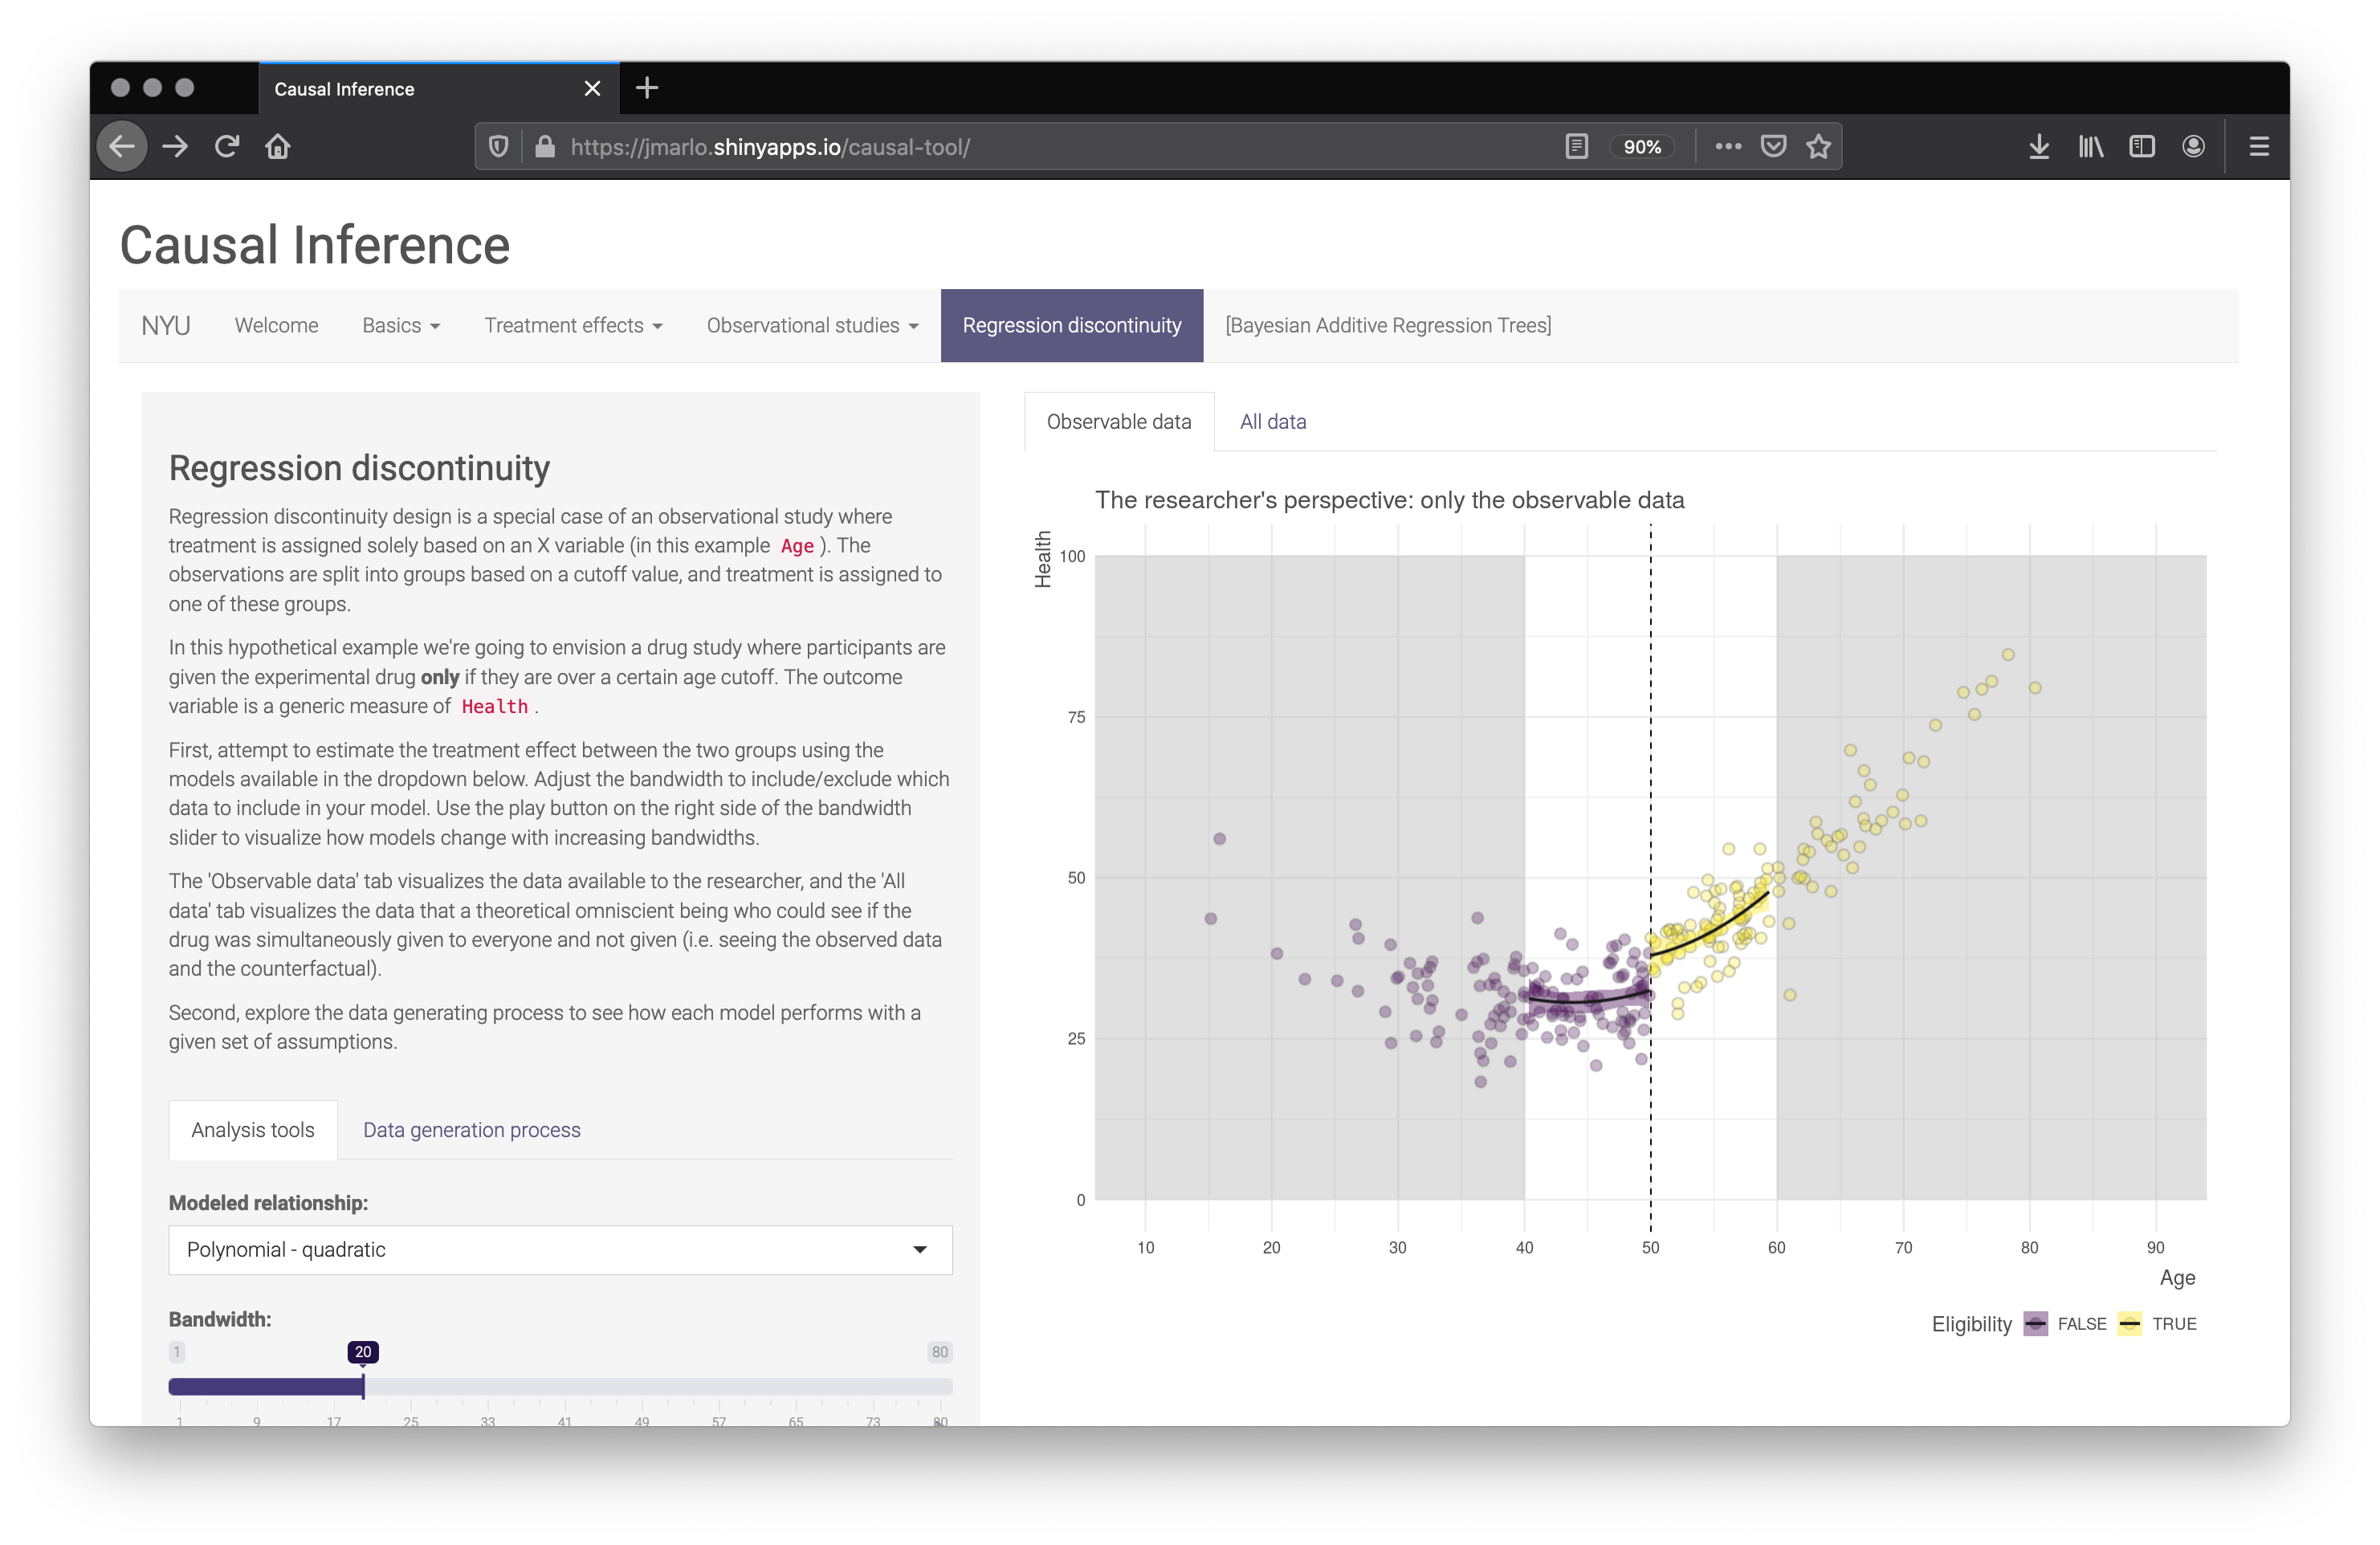 Causal Inference
https://jmarlo.shinyapps.io/causal-tool/
90%
Causal Inference
NYU Welcome Basics Treatment effects Observational studies Regression discontinuity [Bayesian Additive Regression Trees]
Regression discontinuity
Regression discontinuity design is a special case of an observational study where
treatment is assigned solely based on an X variable (in this example Age ). The
observations are split into groups based on a cutoff value, and treatment is assigned to
one of these groups.
In this hypothetical example we're going to envision a drug study where participants are
given the experimental drug only if they are over a certain age cutoff. The outcome
variable is a generic measure of Health .
First, attempt to estimate the treatment effect between the two groups using the
models available in the dropdown below. Adjust the bandwidth to include/exclude which
data to include in your model. Use the play button on the right side of the bandwidth
slider to visualize how models change with increasing bandwidths.
The 'Observable data' tab visualizes the data available to the researcher, and the 'All
data' tab visualizes the data that a theoretical omniscient being who could see if the
drug was simultaneously given to everyone and not given (i.e. seeing the observed data
and the counterfactual).
Second, explore the data generating process to see how each model performs with a
given set of assumptions.
Analysis tools Data generation process
Modeled relationship:
Polynomial - quadratic
Bandwidth:
1 20 80
1 9 17 25 33 41 49 57 65 73 80
Observable data All data
The researcher's perspective: only the observable data
Health
100
75
50
25
0
10 20 30 40 50 60 70 80 90
Age
Eligibility FALSE TRUE